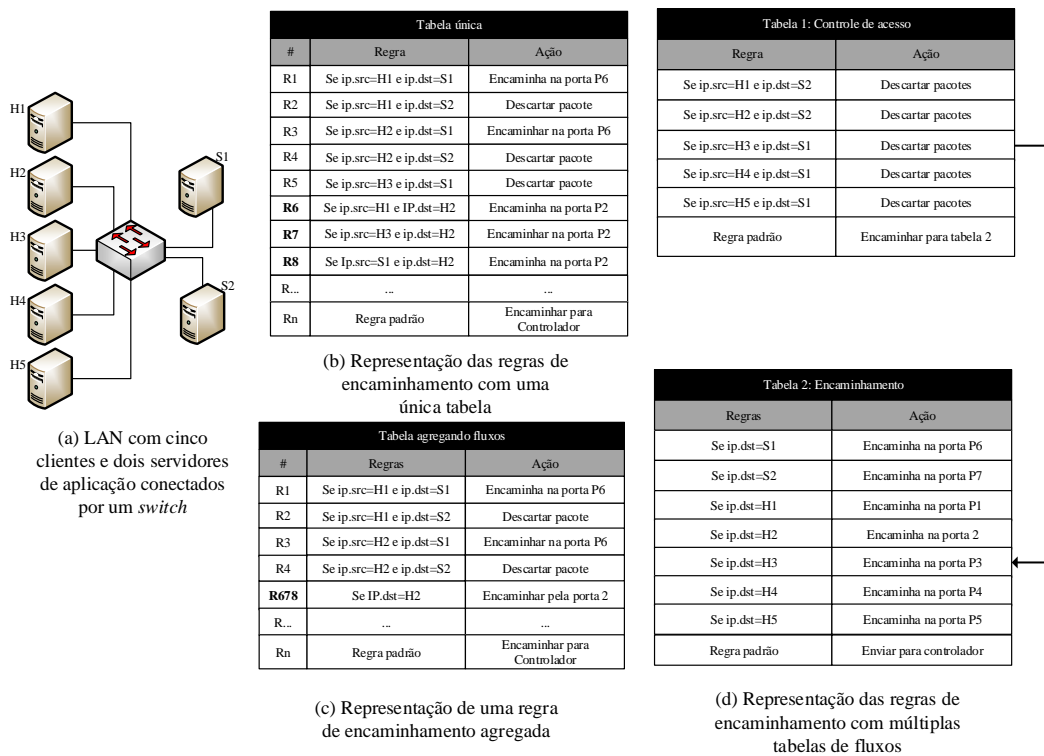 H1
H2
H3
H4
H5
S1
S2
(a) LAN com cinco
clientes e dois servidores
de aplicação conectados
por um switch
Tabela única
# Regra Ação
R1 Se ip.src=H1 e ip.dst=S1 Encaminha na porta P6
R2 Se ip.src=H1 e ip.dst=S2 Descartar pacote
R3 Se ip.src=H2 e ip.dst=S1 Encaminhar na porta P6
R4 Se ip.src=H2 e ip.dst=S2 Descartar pacote
R5 Se ip.src=H3 e ip.dst=S1 Descartar pacote
R6 Se ip.src=H1 e IP.dst=H2 Encaminha na porta P2
R7 Se ip.src=H3 e ip.dst=H2 Encaminhar na porta P2
R8 Se Ip.src=S1 e ip.dst=H2 Encaminha na porta P2
R... ... ...
Rn Regra padrão Encaminhar para
Controlador
(b) Representação das regras de
encaminhamento com uma
única tabela
Tabela agregando fluxos
# Regras Ação
R1 Se ip.src=H1 e ip.dst=S1 Encaminha na porta P6
R2 Se ip.src=H1 e ip.dst=S2 Descartar pacote
R3 Se ip.src=H2 e ip.dst=S1 Encaminhar na porta P6
R4 Se ip.src=H2 e ip.dst=S2 Descartar pacote
R678 Se IP.dst=H2 Encaminhar pela porta 2
R... ... ...
Rn Regra padrão Encaminhar para
Controlador
(c) Representação de uma regra
de encaminhamento agregada
Tabela 1: Controle de acesso
Regra Ação
Se ip.src=H1 e ip.dst=S2 Descartar pacotes
Se ip.src=H2 e ip.dst=S2 Descartar pacotes
Se ip.src=H3 e ip.dst=S1 Descartar pacotes
Se ip.src=H4 e ip.dst=S1 Descartar pacotes
Se ip.src=H5 e ip.dst=S1 Descartar pacotes
Regra padrão Encaminhar para tabela 2
Tabela 2: Encaminhamento
Regras Ação
Se ip.dst=S1 Encaminha na porta P6
Se ip.dst=S2 Encaminha na porta P7
Se ip.dst=H1 Encaminha na porta P1
Se ip.dst=H2 Encaminha na porta 2
Se ip.dst=H3 Encaminha na porta P3
Se ip.dst=H4 Encaminha na porta P4
Se ip.dst=H5 Encaminha na porta P5
Regra padrão Enviar para controlador
(d) Representação das regras de
encaminhamento com múltiplas
tabelas de fluxos